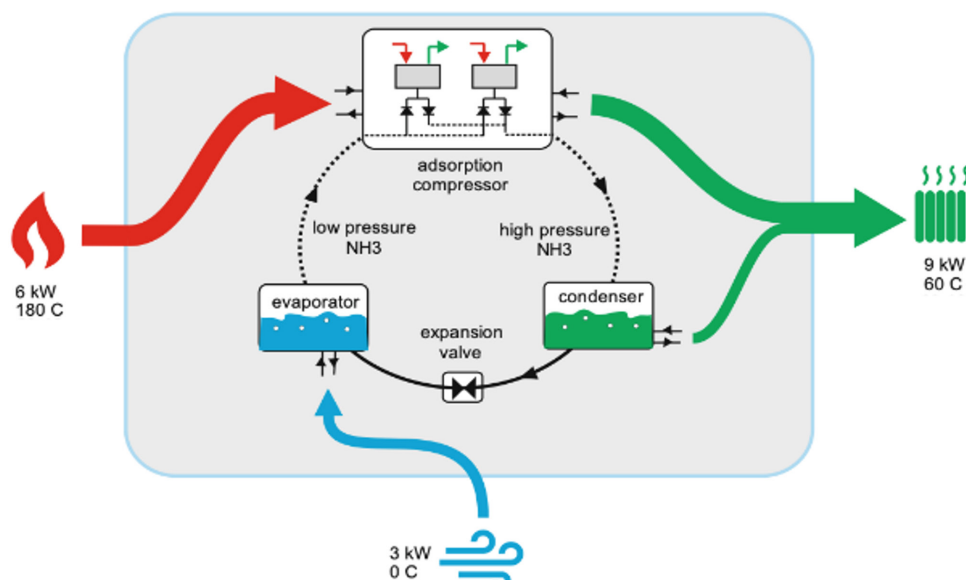 adsorption
compressor
low pressure
NH3
high pressure
NH3
6 kW
180 C
9 kW
60 C
evaporator
condenser
expansion
valve
3 kW
0 C